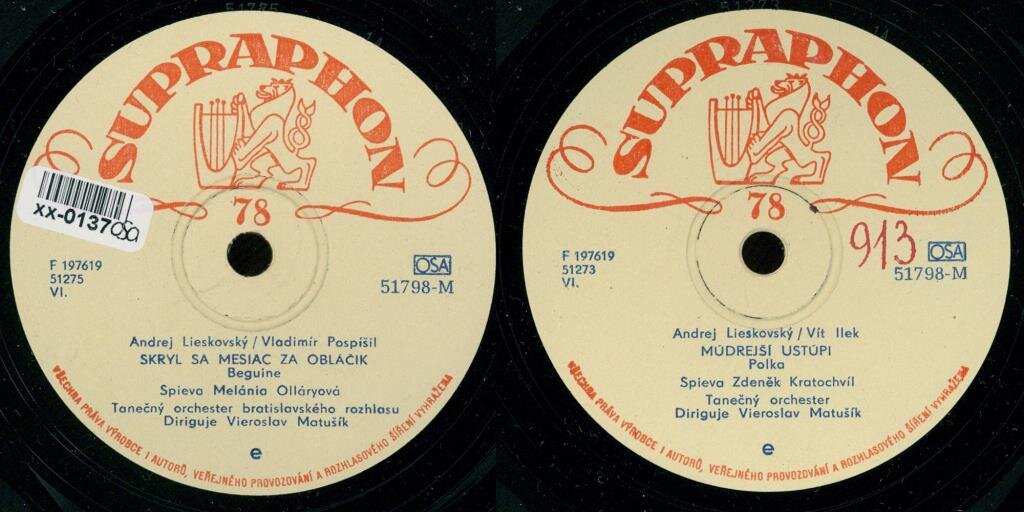 SUPRAPHON
78
xx-0137
OSA
F 197619
51275
VI.
OSA
51798-M
Andrej Lieskovský / Vladimír Pospíšil
SKRYL SA MESIAC ZA OBLÁČIK
Beguine
Spieva Melánia Olláryová
Tanečný orchester bratislavského rozhlasu
Diriguje Vieroslav Matušík
e
VŠECHNA PRÁVA VÝROBCE I AUTORŮ, VEŘEJNÉHO PROVOZOVÁNÍ A ROZHLASOVÉHO ŠÍŘENÍ VYHRAŽENA
SUPRAPHON
78
913
F 197619
51273
VI.
OSA
51798-M
Andrej Lieskovský / Vít Ilek
MÚDREJŠÍ USTÚPI
Polka
Spieva Zdeněk Kratochvíl
Tanečný orchester
Diriguje Vieroslav Matušík
e
VŠECHNA PRÁVA VÝROBCE I AUTORŮ, VEŘEJNÉHO PROVOZOVÁNÍ A ROZHLASOVÉHO ŠÍŘENÍ VYHRAŽENA